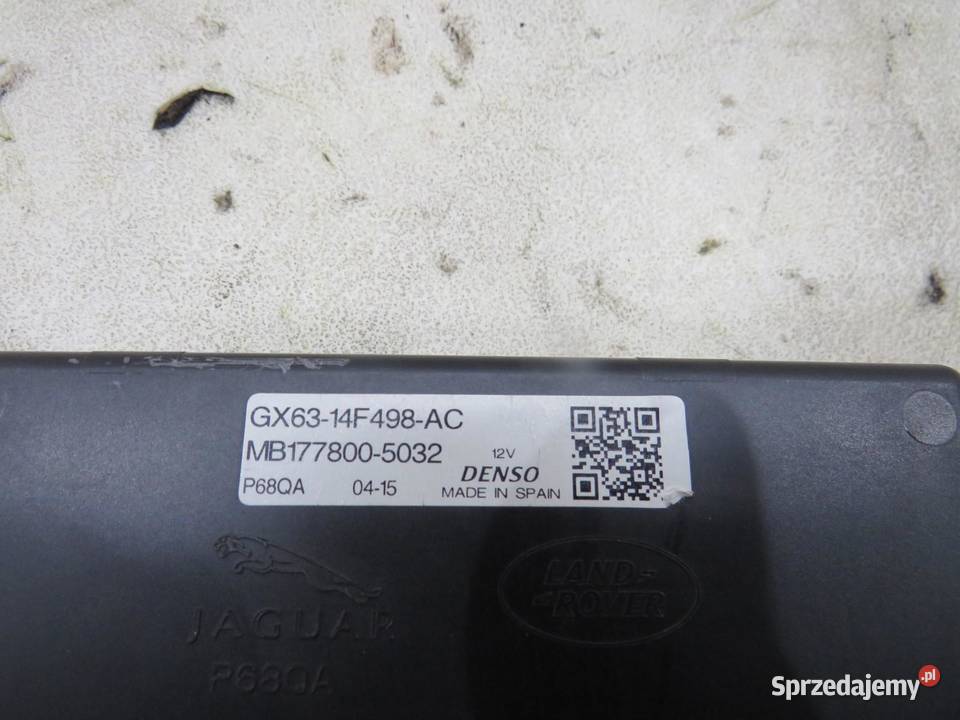 GX63-14F498-AC
MB177800-5032
12V
DENSO
P68QA 04-15 MADE IN SPAIN
JAGUAR
LAND-
-ROVER
P68QA
Sprzedajemy.pl